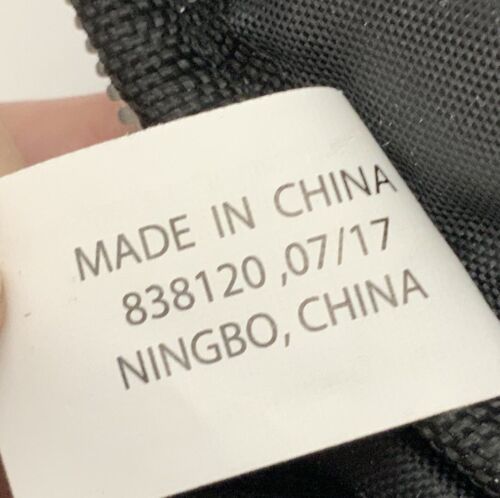 MADE IN CHINA
838120 ,07/17
NINGBO, CHINA